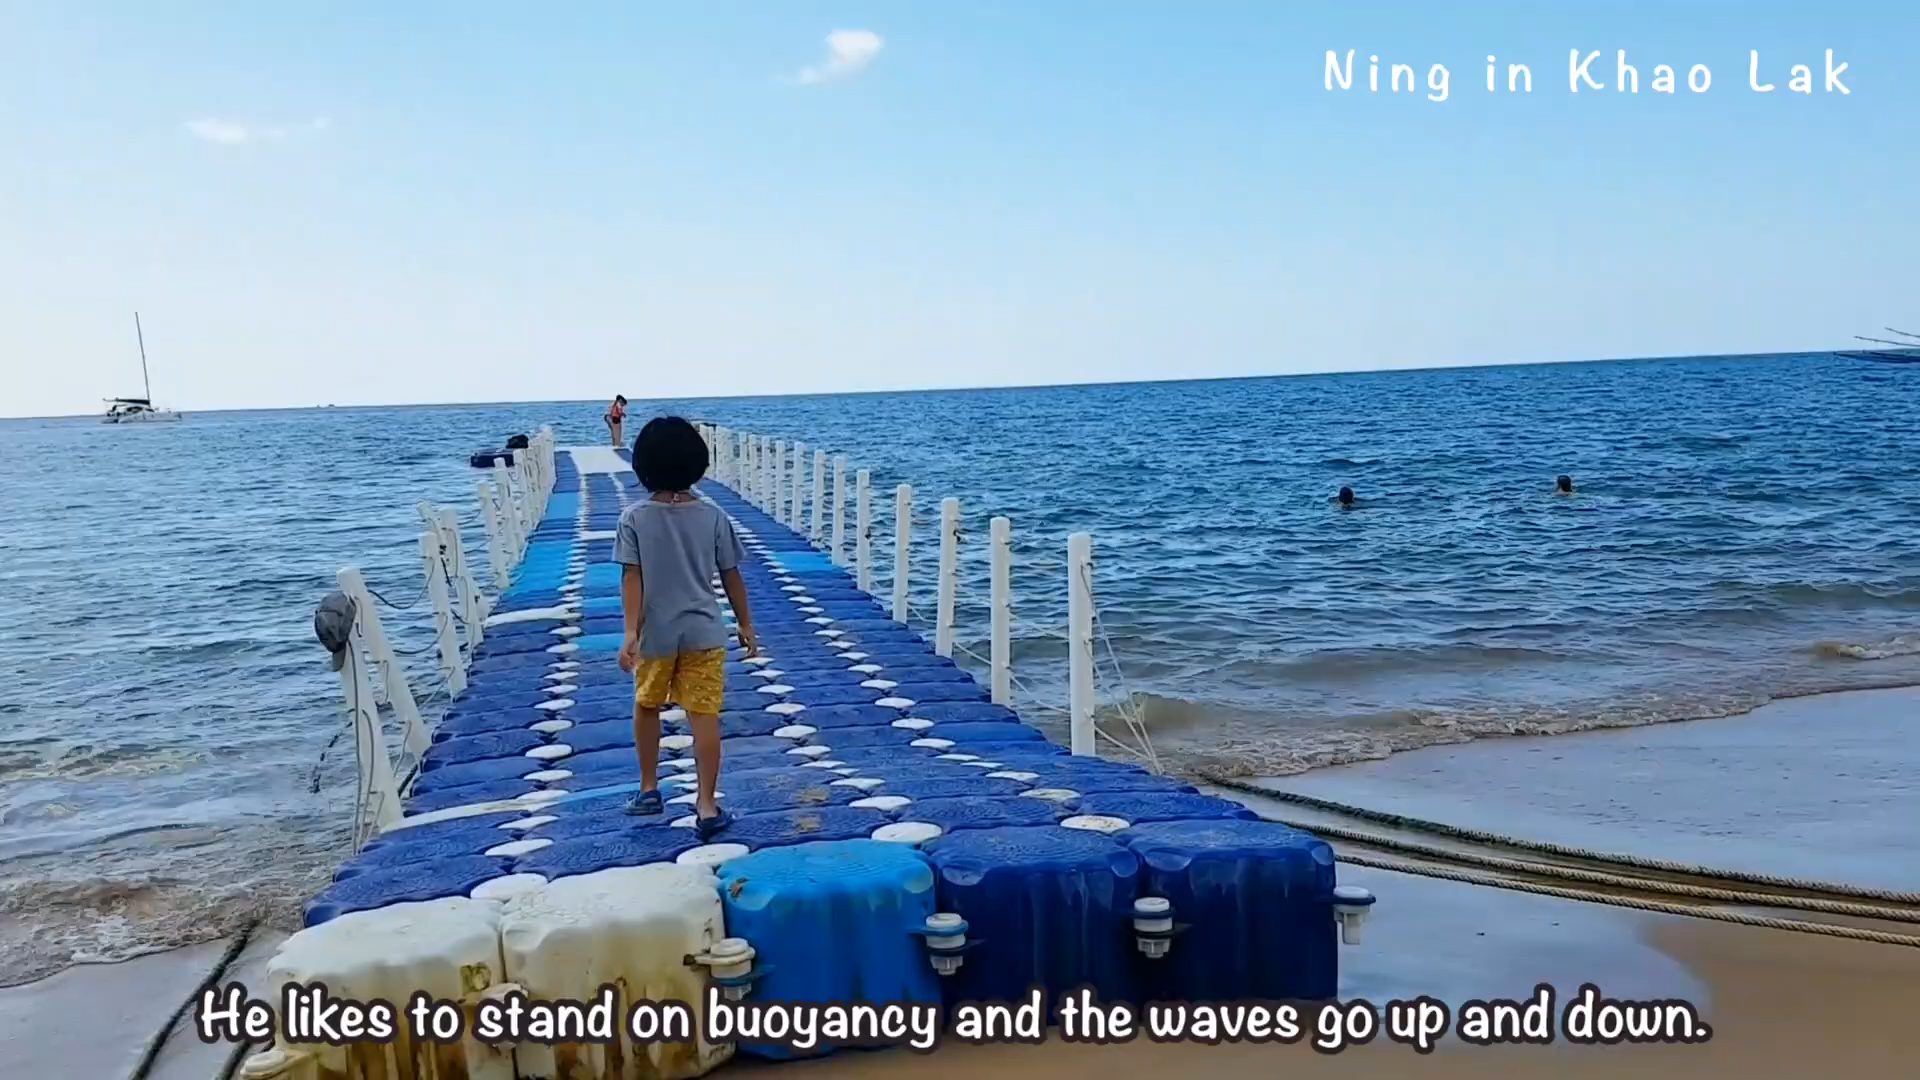 Ning in Khao Lak
He likes to stand on buoyancy and the waves go up and down.